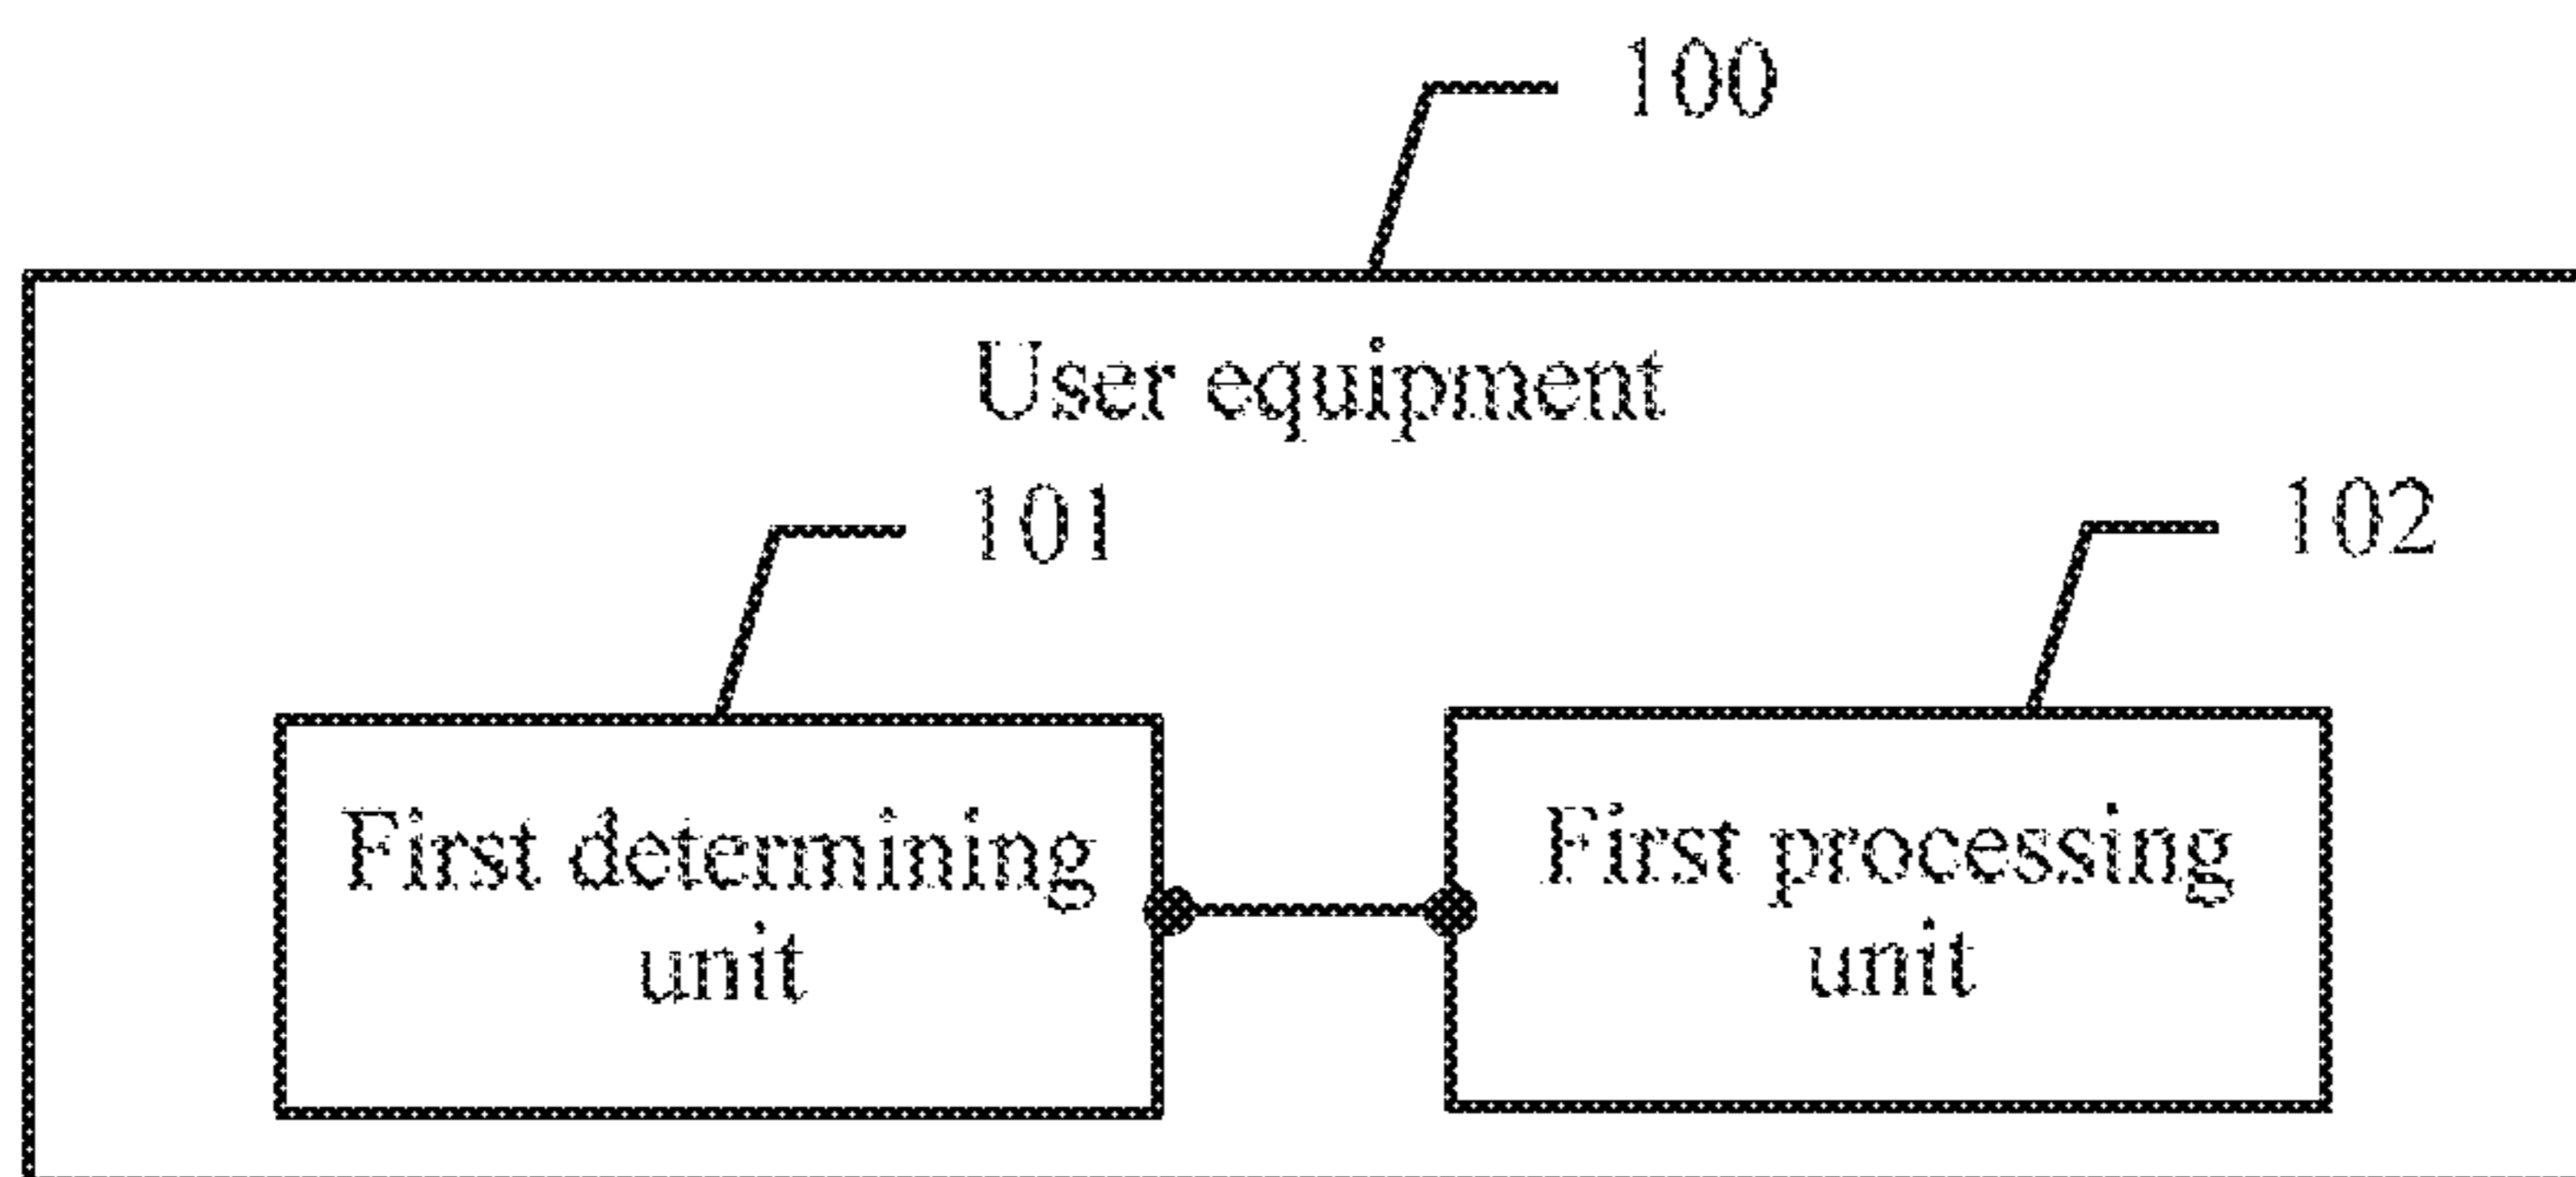 100
User equipment
101
102
First determining
unit
First processing
unit